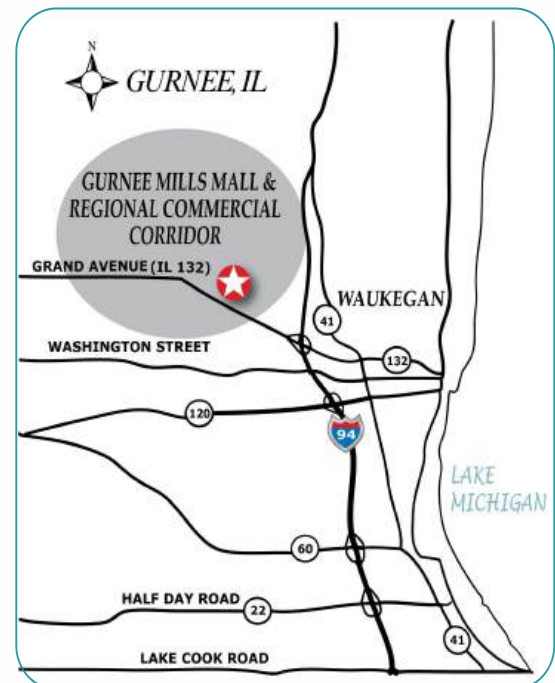 N
GURNEE, IL
GURNEE MILLS MALL &
REGIONAL COMMERCIAL
CORRIDOR
GRAND AVENUE (IL 132)
WAUKEGAN
41
WASHINGTON STREET
132
120
94
LAKE
MICHIGAN
60
HALF DAY ROAD
22
41
LAKE COOK ROAD